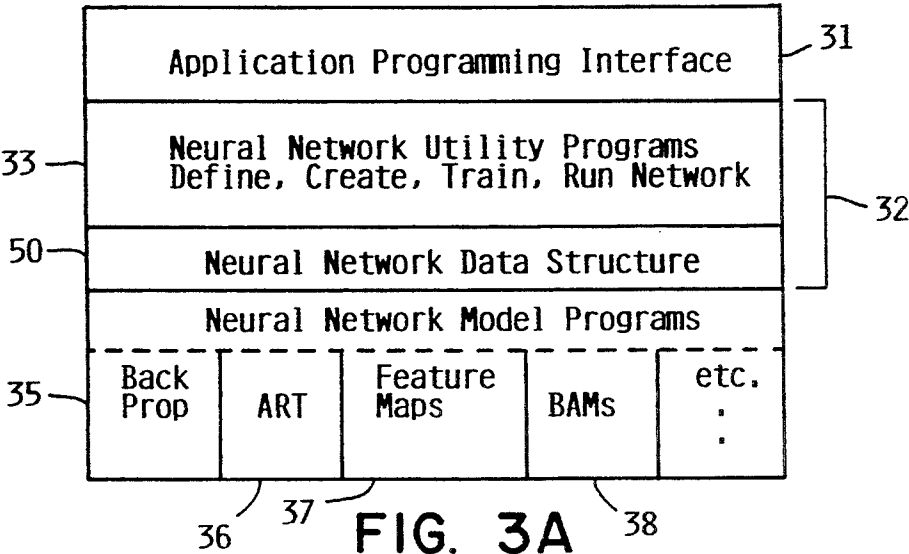 Application Programming Interface
31
Neural Network Utility Programs
Define, Create, Train, Run Network
33
32
50
Neural Network Data Structure
Neural Network Model Programs
35
Back
Prop
ART
Feature
Maps
BAMs
etc.
.
.
36
37
38
FIG. 3A